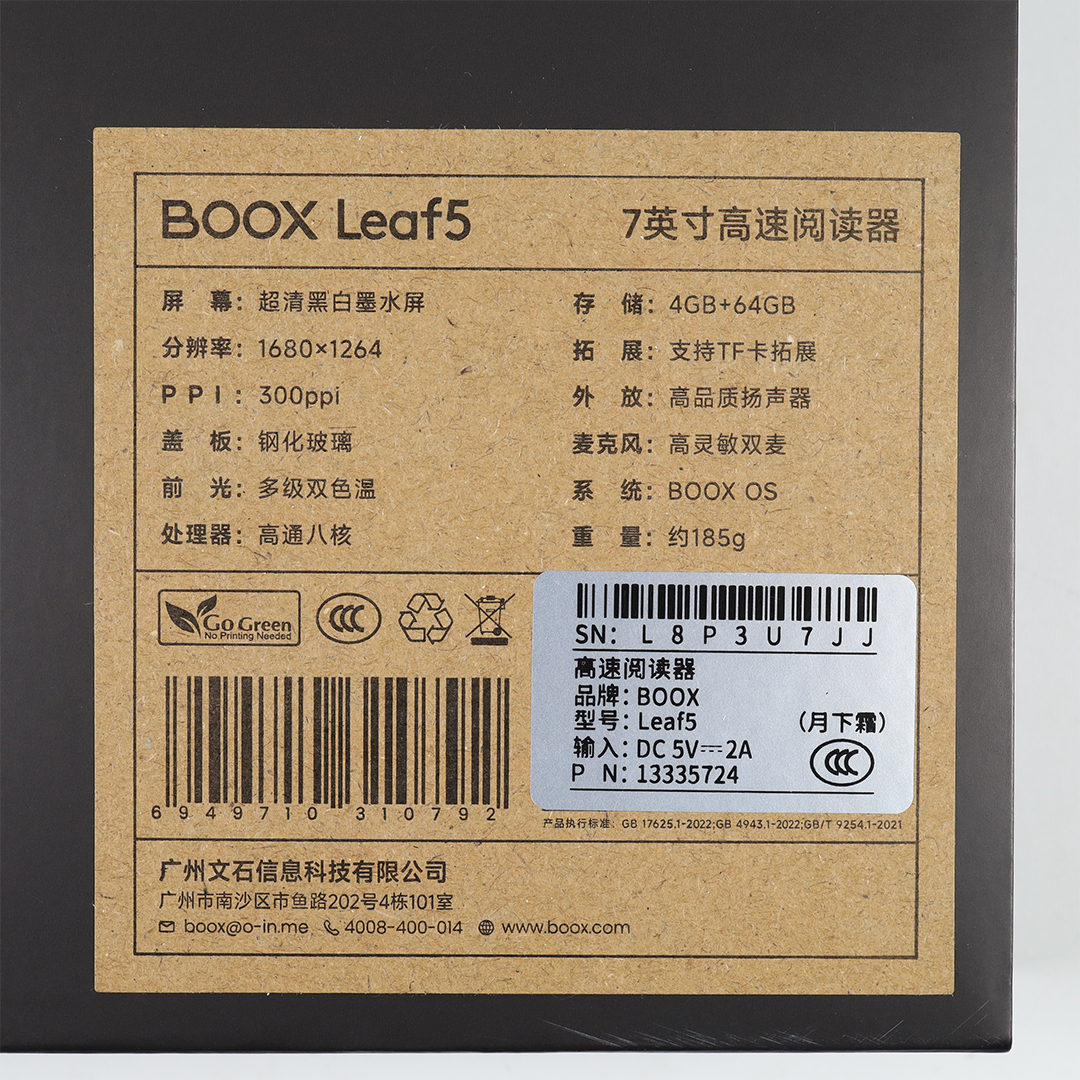 BOOX Leaf5
7英寸高速阅读器
屏 幕：超清黑白墨水屏
分辨率：1680×1264
PPI：300ppi
盖 板：钢化玻璃
前 光：多级双色温
处理器：高通八核
存 储：4GB+64GB
拓 展：支持TF卡拓展
外 放：高品质扬声器
麦克风：高灵敏双麦
系 统：BOOX OS
重 量：约185g
Go Green
No Printing Needed
6949710 310792
SN: L8P3U7JJ
高速阅读器
品牌：BOOX
型号：Leaf5 （月下霜）
输入：DC 5V⎓2A
P N：13335724
产品执行标准：GB 17625.1-2022;GB 4943.1-2022;GB/T 9254.1-2021
广州文石信息科技有限公司
广州市南沙区市鱼路202号4栋101室
boox@o-in.me 4008-400-014 www.boox.com